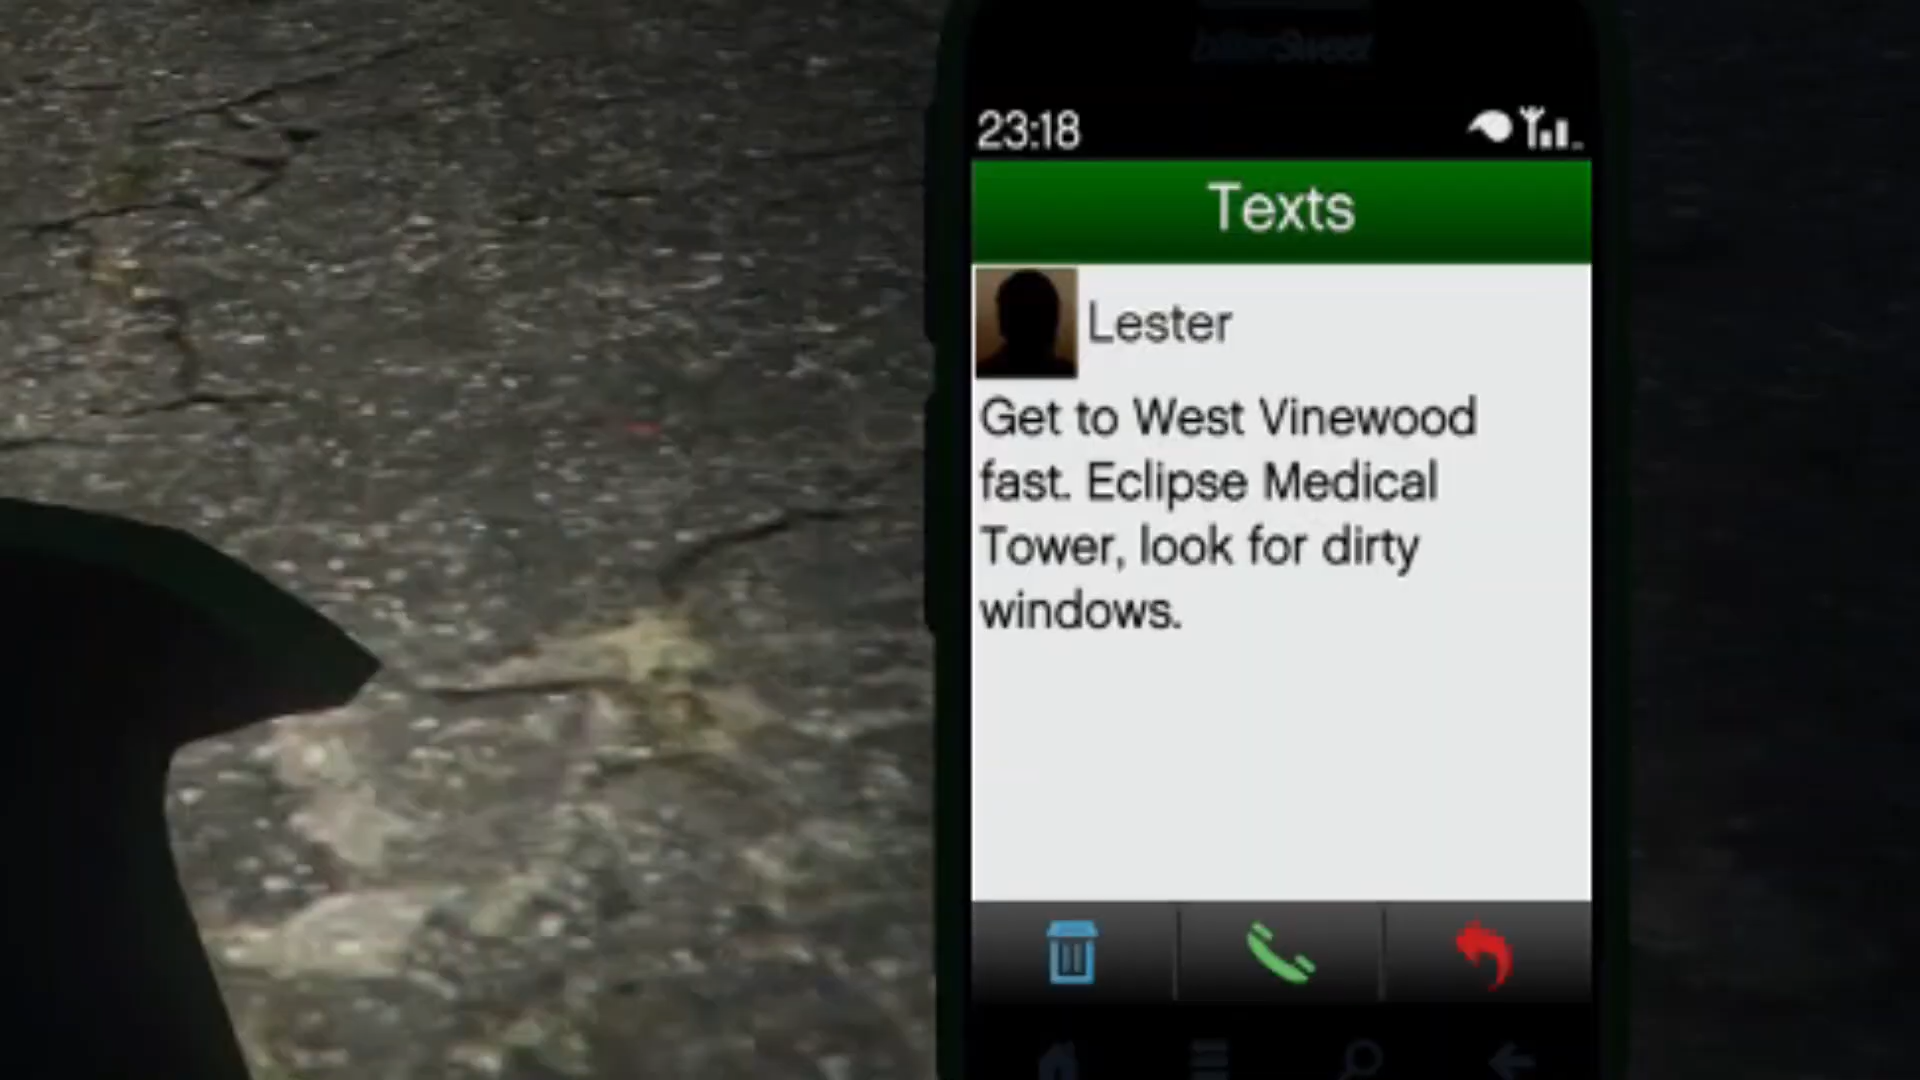 23:18
Texts
Lester
Get to West Vinewood
fast. Eclipse Medical
Tower, look for dirty
windows.